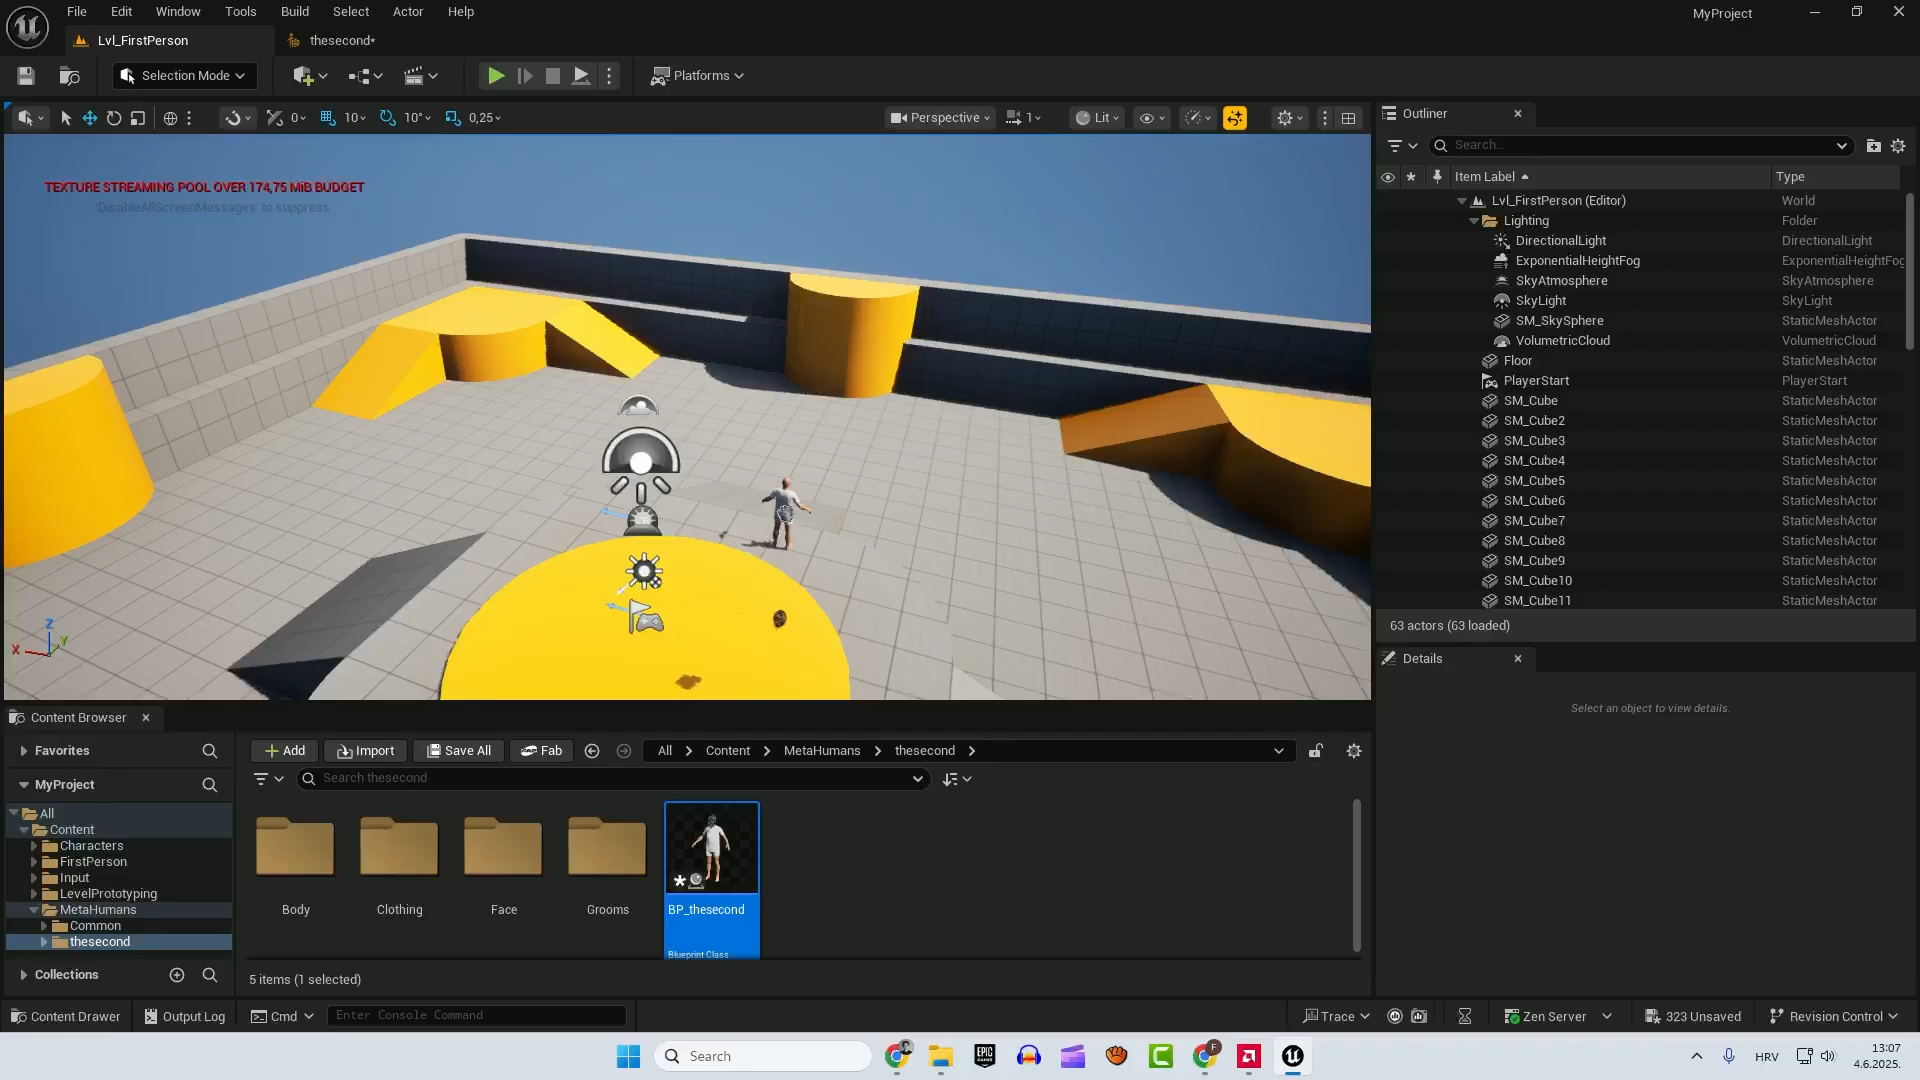 File Edit Window Tools Build Select Actor Help
MyProject
Lvl_FirstPerson
thesecond*
Selection Mode
Platforms
0
10
10°
0,25
Perspective
1
Lit
TEXTURE STREAMING POOL OVER 174,75 MiB BUDGET
'DisableAllScreenMessages' to suppress
Z
Y
X
Outliner
Search...
Item Label Type
Lvl_FirstPerson (Editor) World
Lighting Folder
DirectionalLight DirectionalLight
ExponentialHeightFog ExponentialHeightFog
SkyAtmosphere SkyAtmosphere
SkyLight SkyLight
SM_SkySphere StaticMeshActor
VolumetricCloud VolumetricCloud
Floor StaticMeshActor
PlayerStart PlayerStart
SM_Cube StaticMeshActor
SM_Cube2 StaticMeshActor
SM_Cube3 StaticMeshActor
SM_Cube4 StaticMeshActor
SM_Cube5 StaticMeshActor
SM_Cube6 StaticMeshActor
SM_Cube7 StaticMeshActor
SM_Cube8 StaticMeshActor
SM_Cube9 StaticMeshActor
SM_Cube10 StaticMeshActor
SM_Cube11 StaticMeshActor
63 actors (63 loaded)
Details
Select an object to view details.
Content Browser
Favorites
MyProject
All
Content
Characters
FirstPerson
Input
LevelPrototyping
MetaHumans
Common
thesecond
Collections
Add Import Save All Fab All Content MetaHumans thesecond
Search thesecond
Body
Clothing
Face
Grooms
BP_thesecond
Blueprint Class
5 items (1 selected)
Content Drawer Output Log Cmd Enter Console Command
Trace Zen Server 323 Unsaved Revision Control
Search
EPIC GAMES
F
HRV
13:07
4.6.2025.